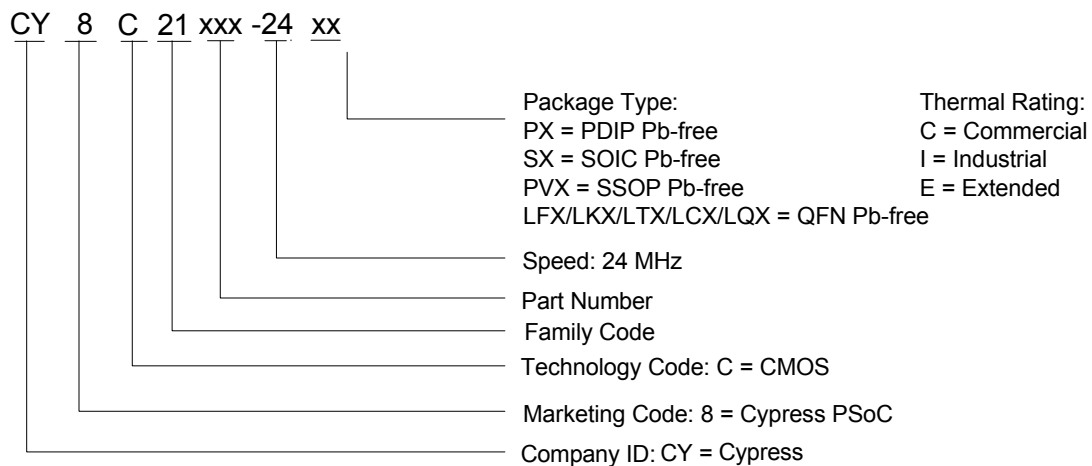 CY 8 C 21 xxx -24 xx
Package Type: Thermal Rating:
PX = PDIP Pb-free C = Commercial
SX = SOIC Pb-free I = Industrial
PVX = SSOP Pb-free E = Extended
LFX/LKX/LTX/LCX/LQX = QFN Pb-free
Speed: 24 MHz
Part Number
Family Code
Technology Code: C = CMOS
Marketing Code: 8 = Cypress PSoC
Company ID: CY = Cypress